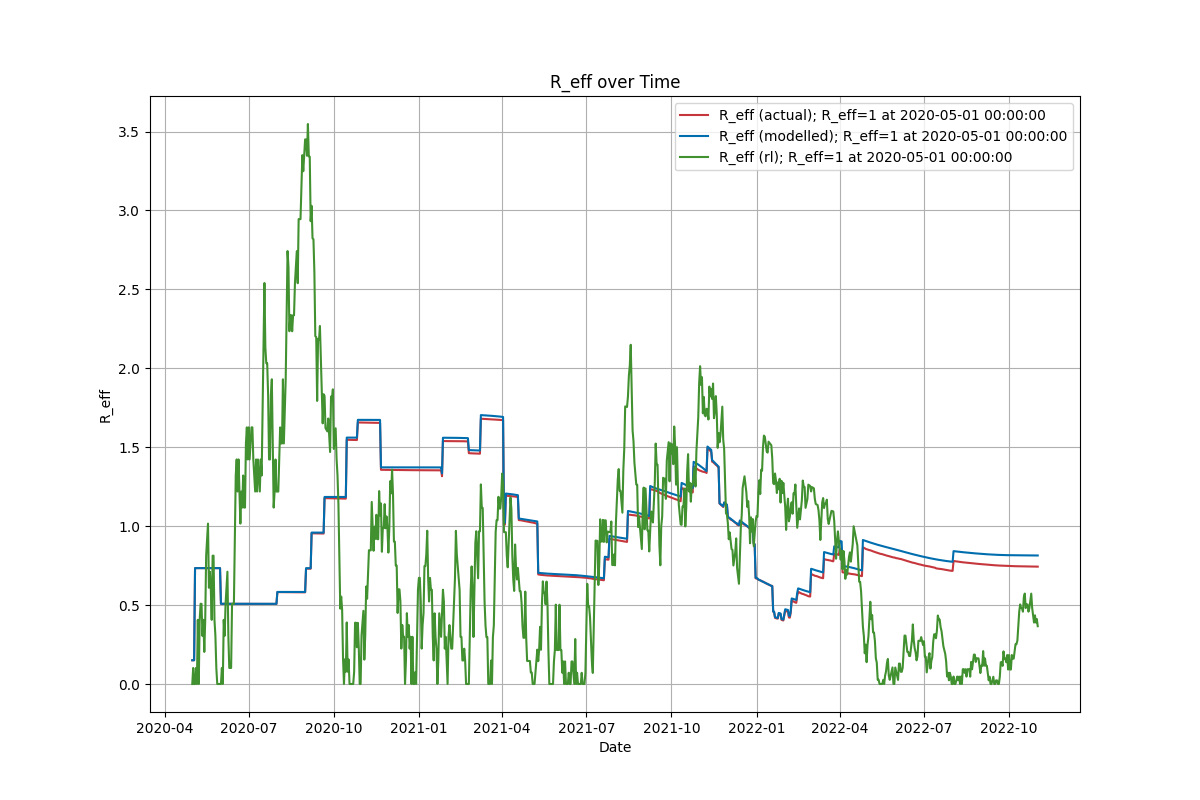 R_eff over Time
R_eff (actual); R_eff=1 at 2020-05-01 00:00:00
R_eff (modelled); R_eff=1 at 2020-05-01 00:00:00
R_eff (rl); R_eff=1 at 2020-05-01 00:00:00
3.5
3.0
2.5
2.0
1.5
1.0
0.5
0.0
R_eff
2020-04 2020-07 2020-10 2021-01 2021-04 2021-07 2021-10 2022-01 2022-04 2022-07 2022-10
Date